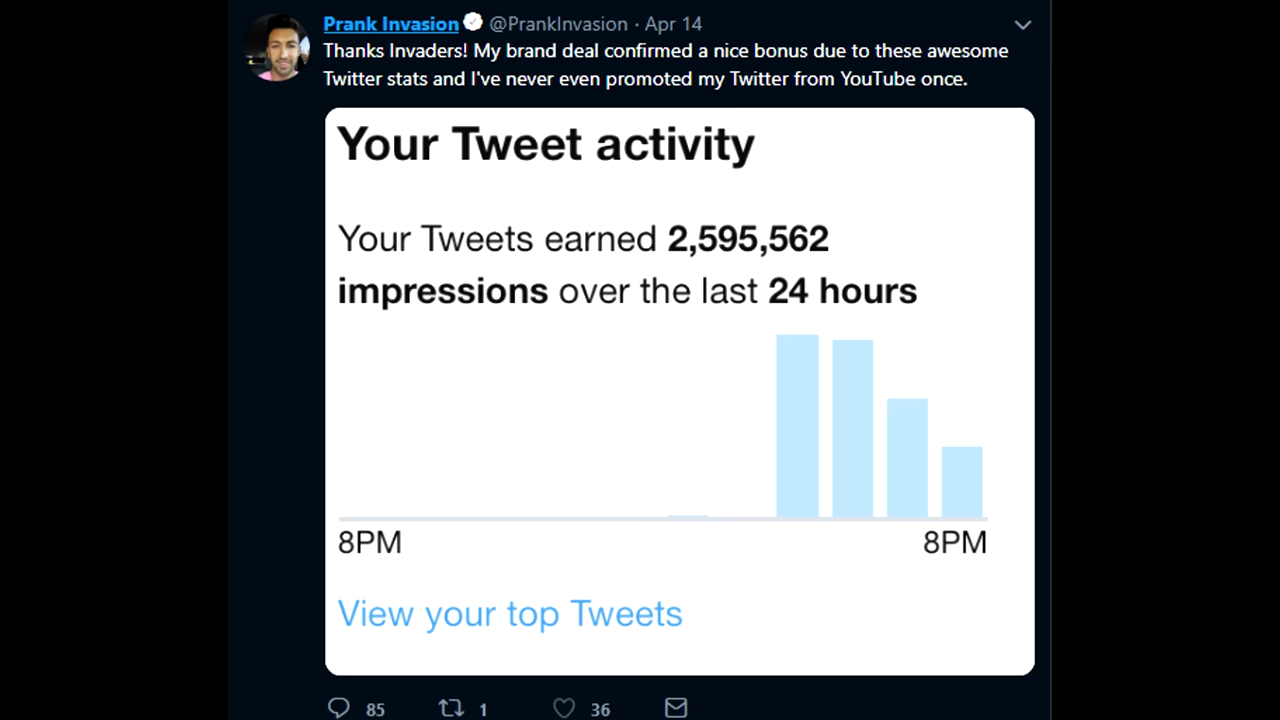 Prank Invasion @PrankInvasion · Apr 14
Thanks Invaders! My brand deal confirmed a nice bonus due to these awesome
Twitter stats and I've never even promoted my Twitter from YouTube once.
Your Tweet activity
Your Tweets earned 2,595,562
impressions over the last 24 hours
8PM 8PM
View your top Tweets
85 1 36